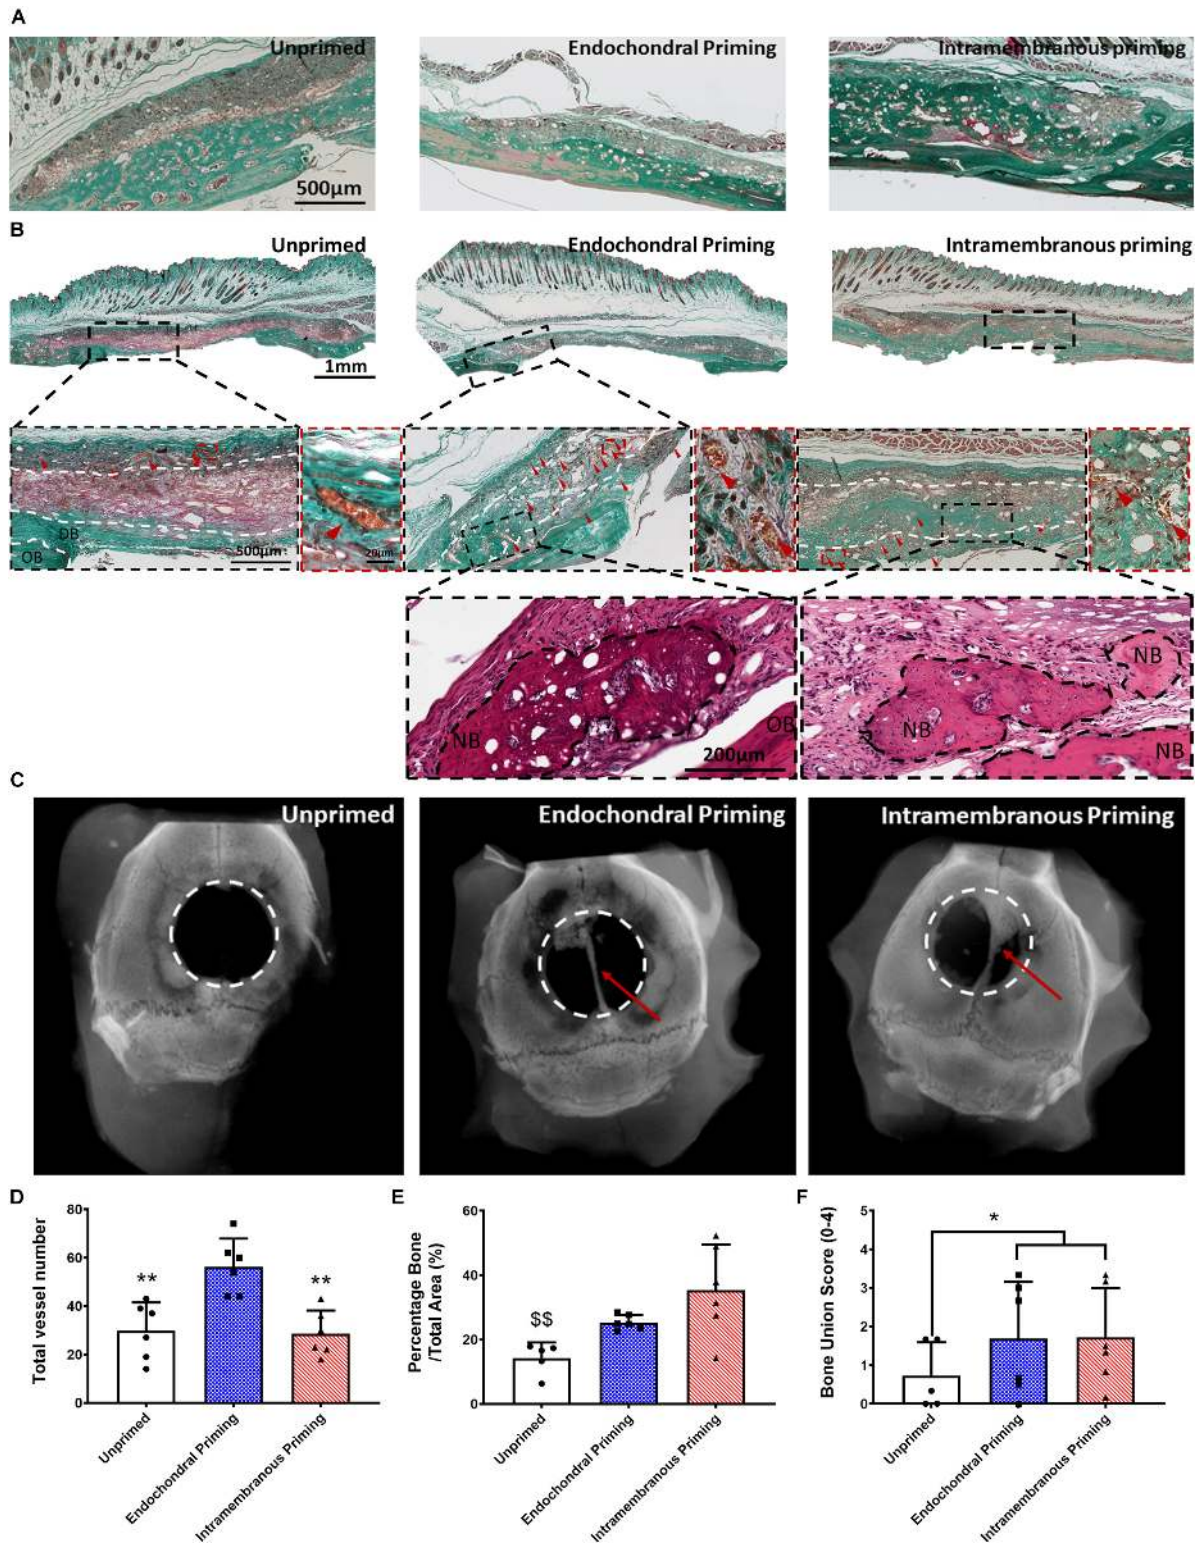 A
Unprimed
Endochondral Priming
Intramembranous priming
500µm
B
Unprimed
Endochondral Priming
Intramembranous priming
1mm
DB
OB
500µm
20µm
NB
OB
200µm
NB
NB
NB
C
Unprimed
Endochondral Priming
Intramembranous Priming
D
Total vessel number
80
60
40
20
0
**
**
Unprimed
Endochondral Priming
Intramembranous Priming
E
Percentage Bone
/Total Area (%)
60
40
20
0
$$
Unprimed
Endochondral Priming
Intramembranous Priming
F
Bone Union Score (0-4)
5
4
3
2
1
0
*
Unprimed
Endochondral Priming
Intramembranous Priming